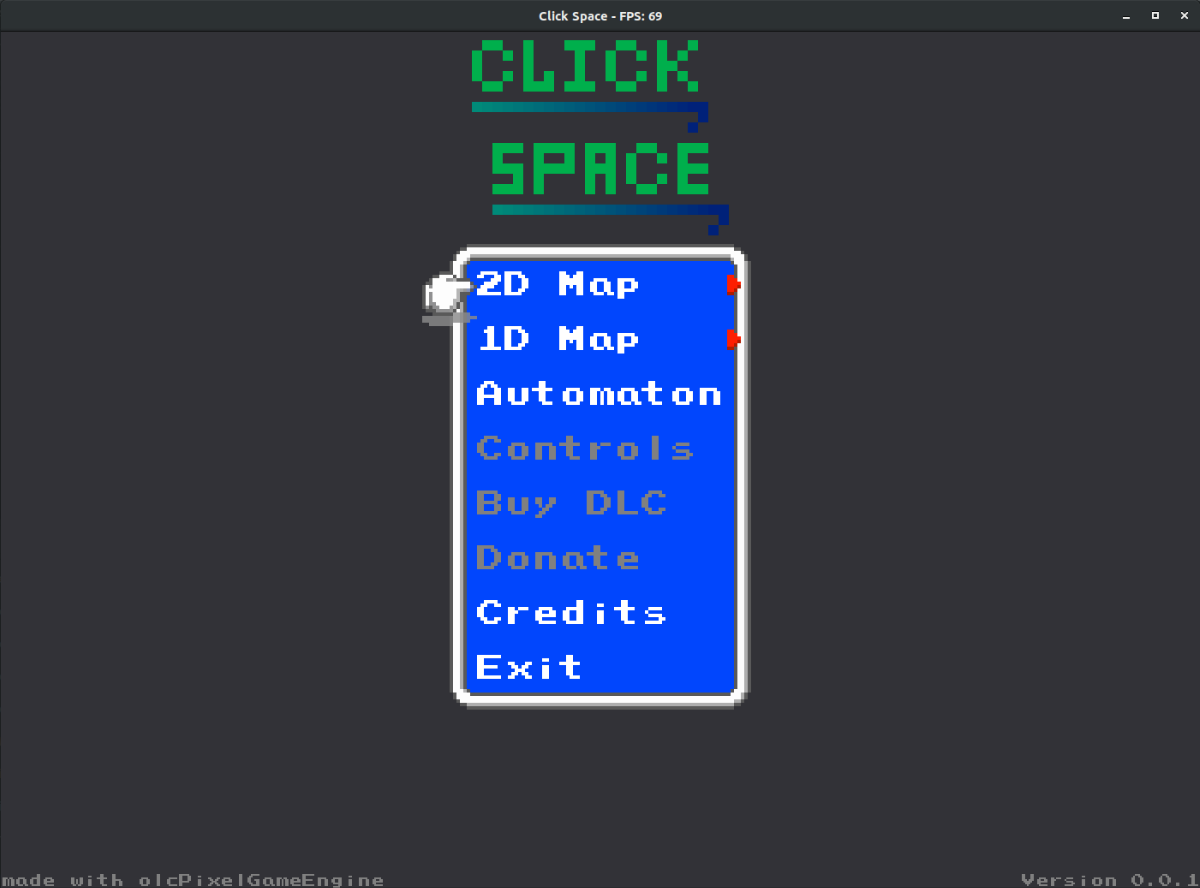 Click Space - FPS: 69
CLICK
SPACE
2D Map
1D Map
Automaton
Controls
Buy DLC
Donate
Credits
Exit
made with olcPixelGameEngine
Version 0.0.1